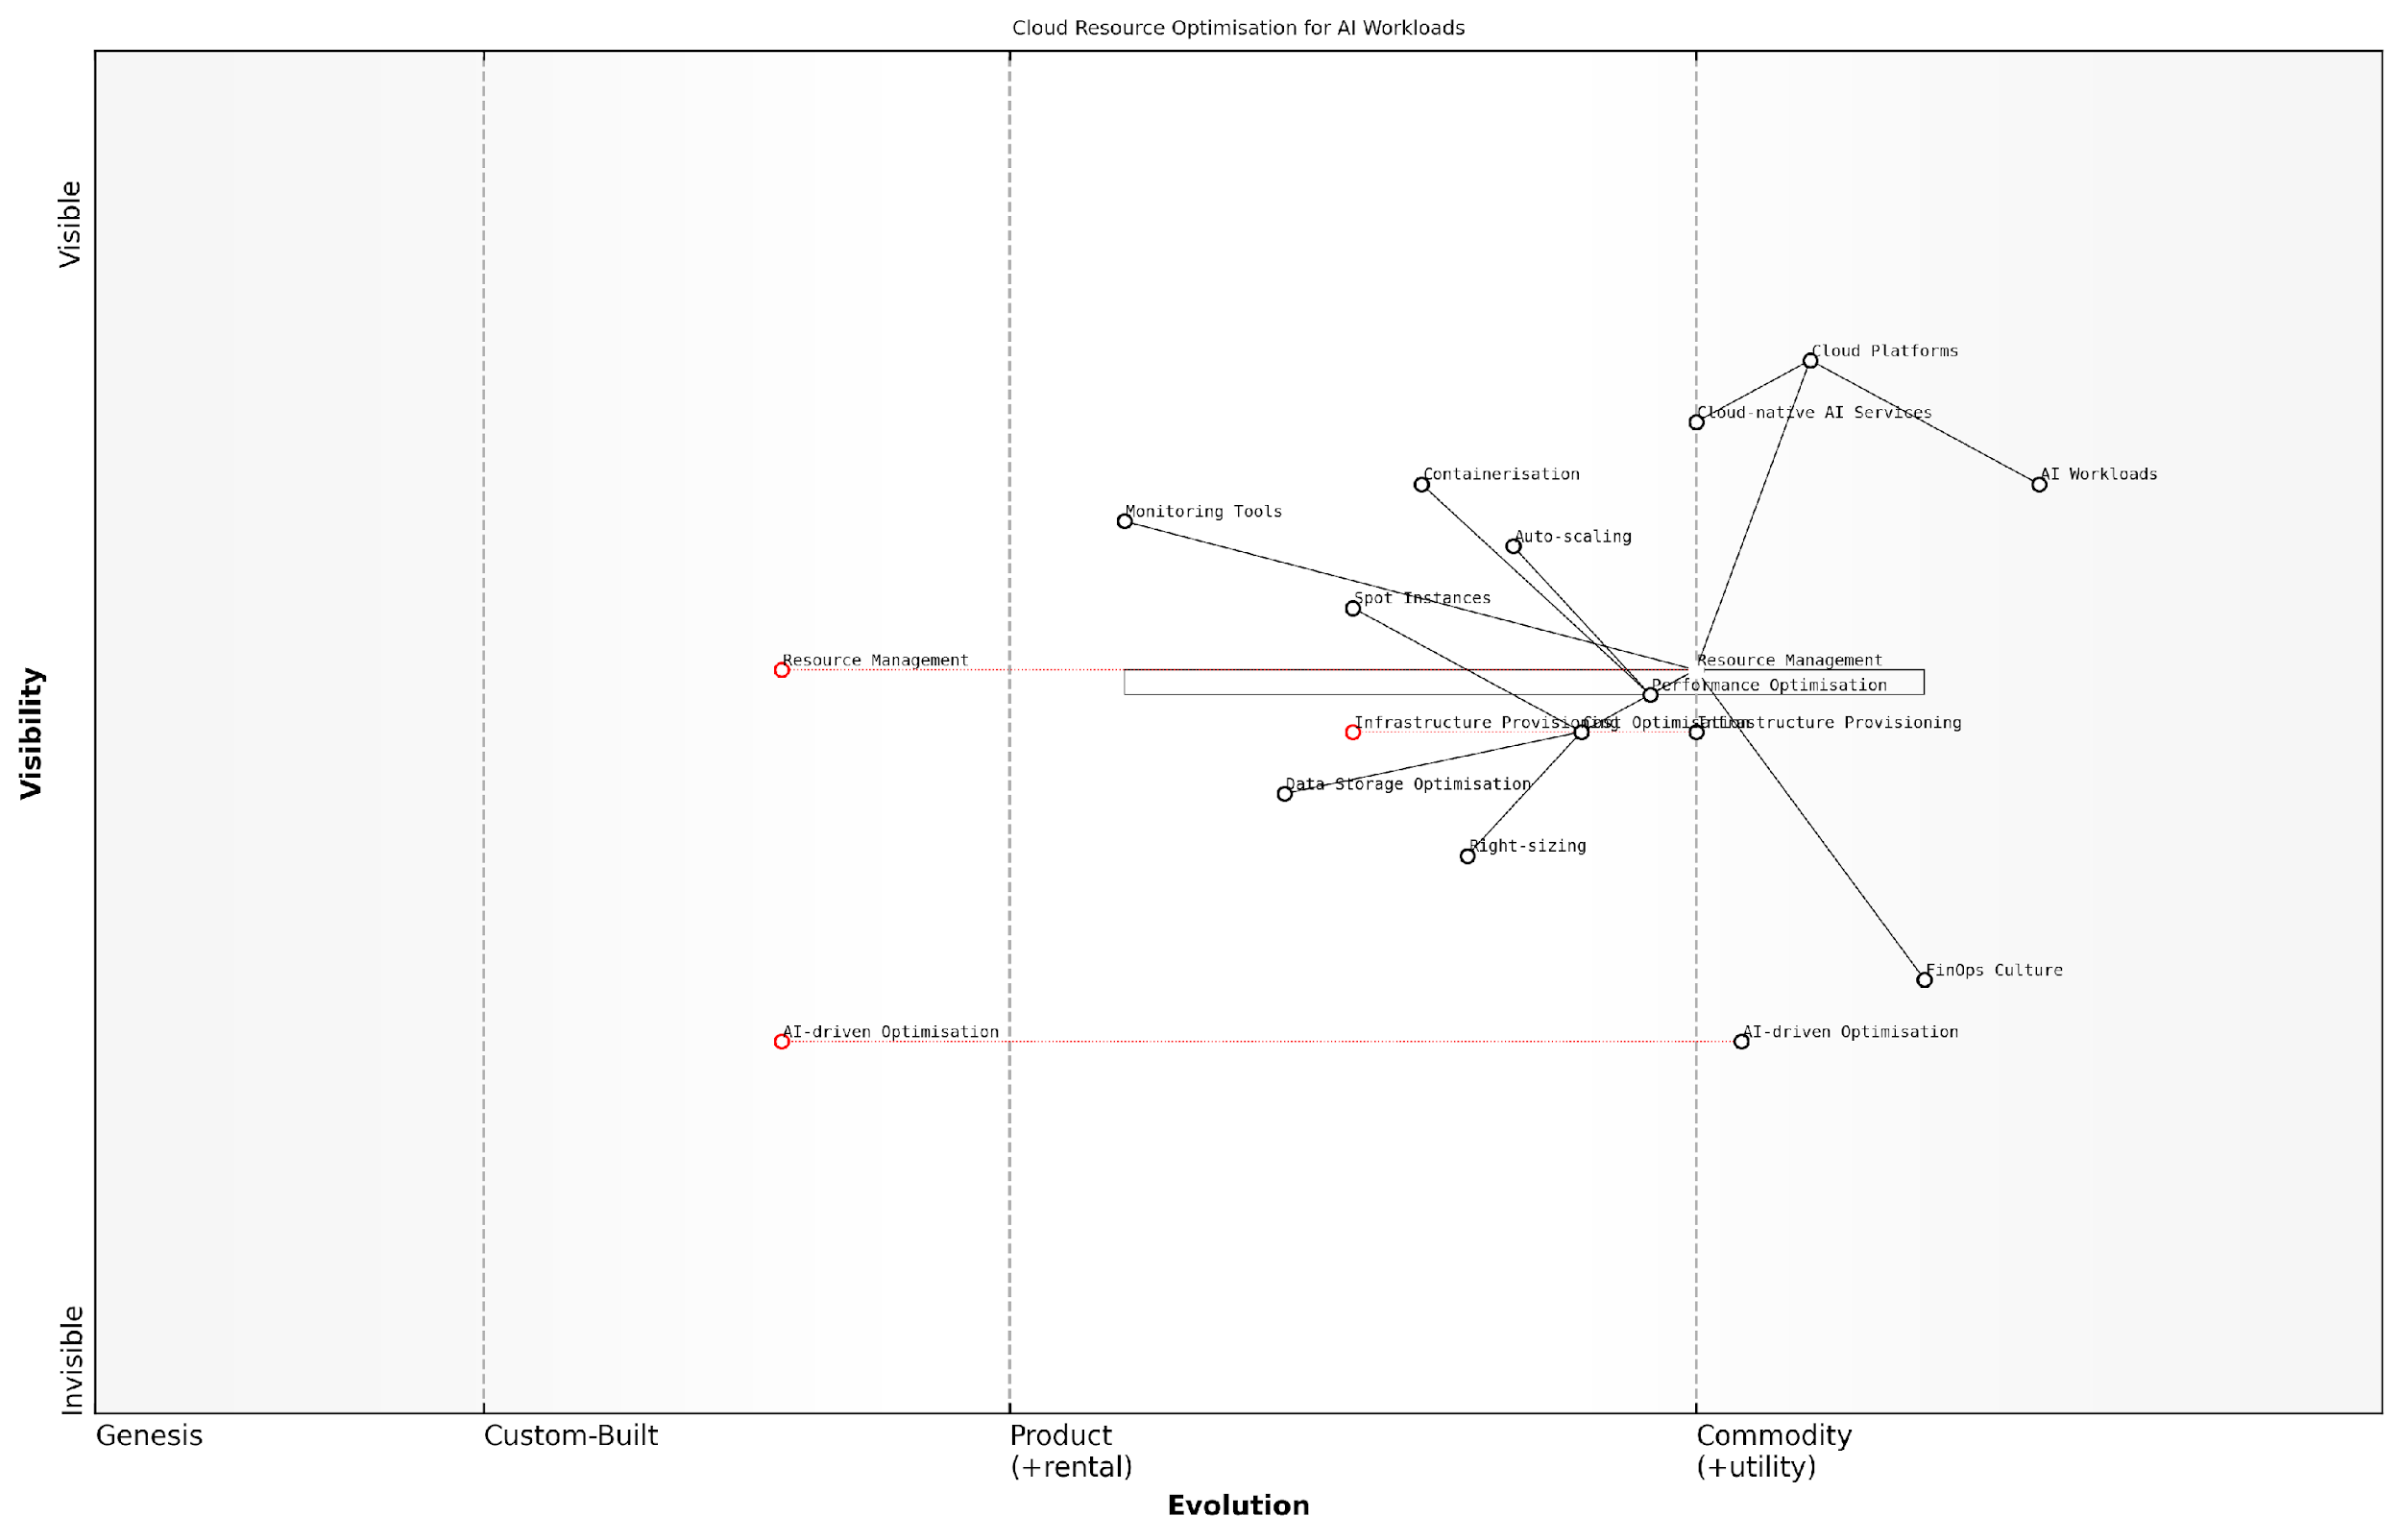 Cloud Resource Optimisation for AI Workloads
Visible
Visibility
Invisible
Cloud Platforms
Cloud-native AI Services
Containerisation
AI Workloads
Monitoring Tools
Auto-scaling
Spot Instances
Resource Management
Resource Management
Performance Optimisation
Infrastructure Provisioning
Cost Optimisation
Infrastructure Provisioning
Data Storage Optimisation
Right-sizing
FinOps Culture
AI-driven Optimisation
AI-driven Optimisation
Genesis
Custom-Built
Product
(+rental)
Commodity
(+utility)
Evolution